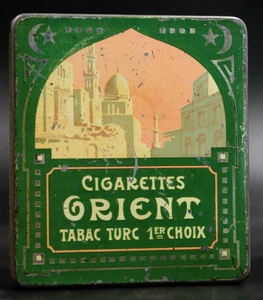 CIGARETTES
ORIENT
TABAC TURC 1ER CHOIX